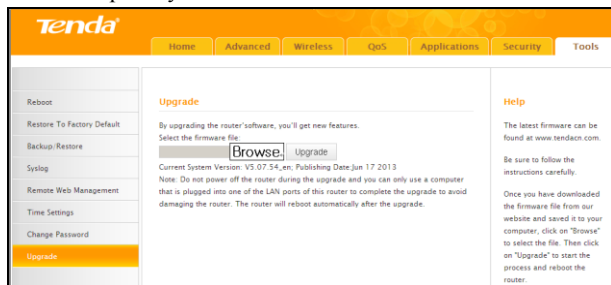 Tenda
Home Advanced Wireless QoS Applications Security Tools
Reboot
Restore To Factory Default
Backup/Restore
Syslog
Remote Web Management
Time Settings
Change Password
Upgrade
Upgrade
By upgrading the router'software, you'll get new features.
Select the firmware file:
Browse. Upgrade
Current System Version: V5.07.54_en; Publishing Date:Jun 17 2013
Note: Do not power off the router during the upgrade and you can only use a computer
that is plugged into one of the LAN ports of this router to complete the upgrade to avoid
damaging the router. The router will reboot automatically after the upgrade.
Help
The latest firmware can be
found at www.tendacn.com.
Be sure to follow the
instructions carefully.
Once you have downloaded
the firmware file from our
website and saved it to your
computer, click on "Browse"
to select the file. Then click
on "Upgrade" to start the
process and reboot the
router.